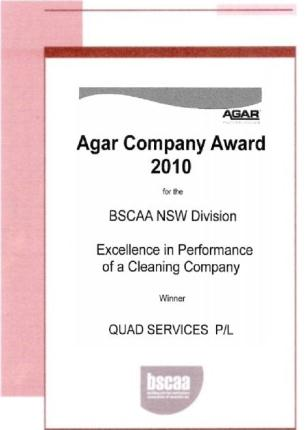 AGAR
Agar Company Award
2010
for the
BSCAA NSW Division
Excellence in Performance
of a Cleaning Company
Winner
QUAD SERVICES P/L
bscaa